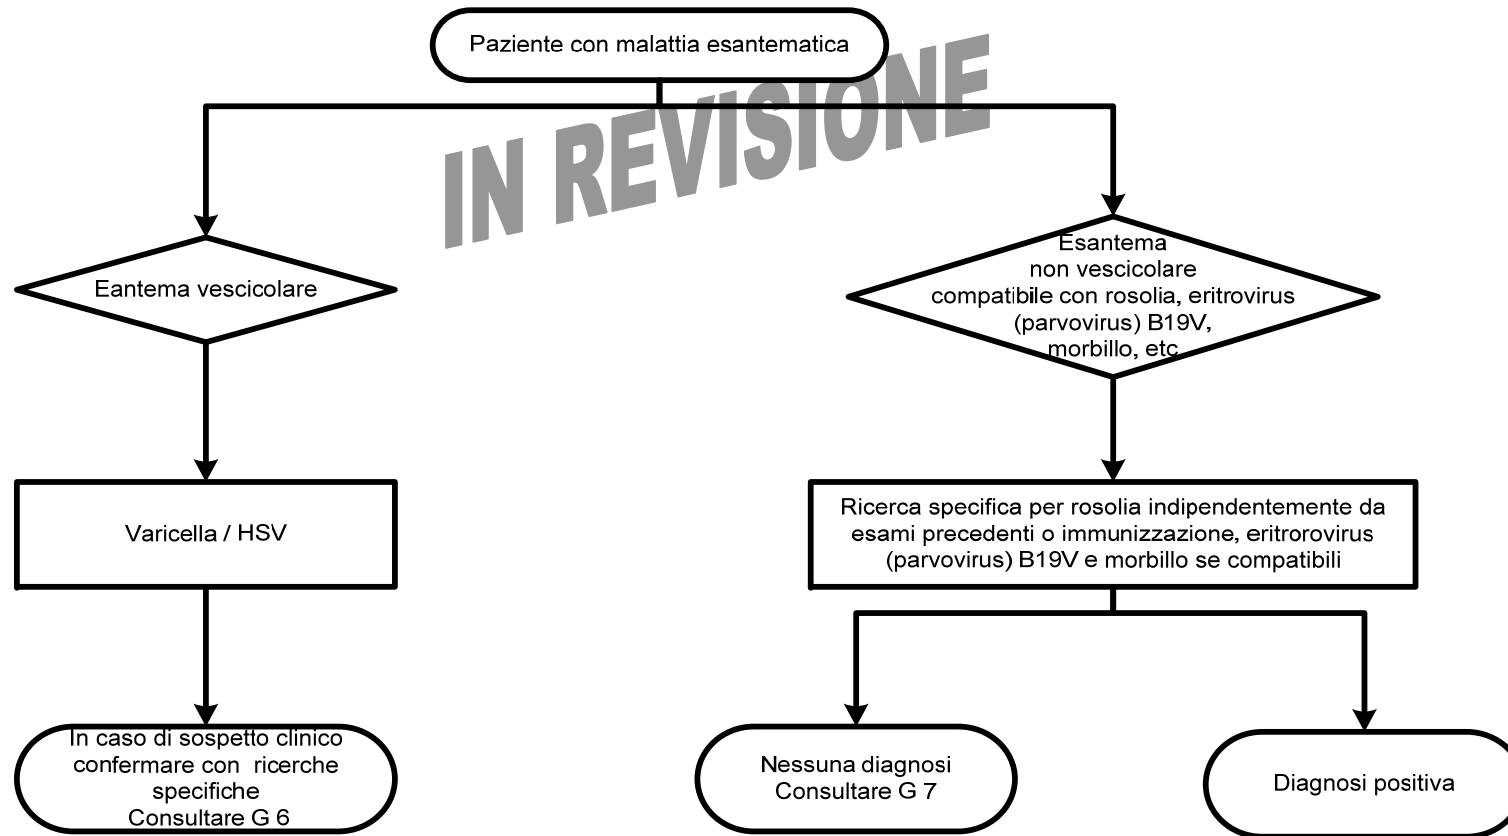 Paziente con malattia esantematica
IN REVISIONE
Eantema vescicolare
Esantema
non vescicolare
compatibile con rosolia, eritrovirus
(parvovirus) B19V,
morbillo, etc
Varicella / HSV
Ricerca specifica per rosolia indipendentemente da
esami precedenti o immunizzazione, eritrorovirus
(parvovirus) B19V e morbillo se compatibili
In caso di sospetto clinico
confermare con ricerche
specifiche
Consultare G 6
Nessuna diagnosi
Consultare G 7
Diagnosi positiva